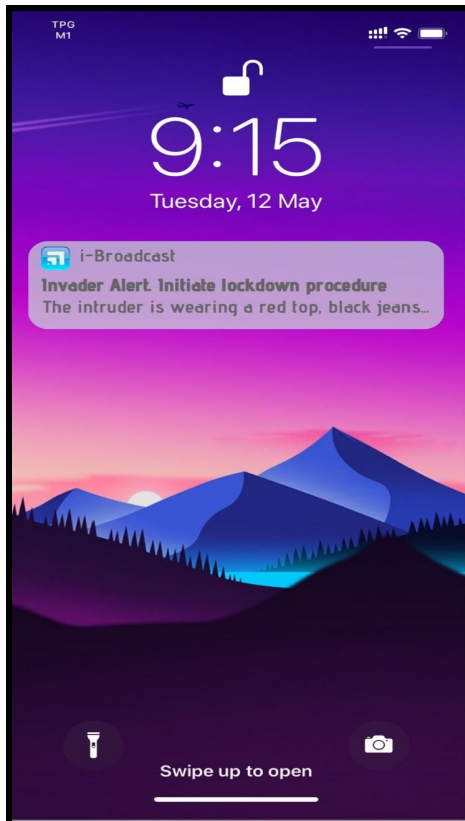 TPG
M1
9:15
Tuesday, 12 May
i-Broadcast
Invader Alert. Initiate lockdown procedure
The intruder is wearing a red top, black jeans...
Swipe up to open